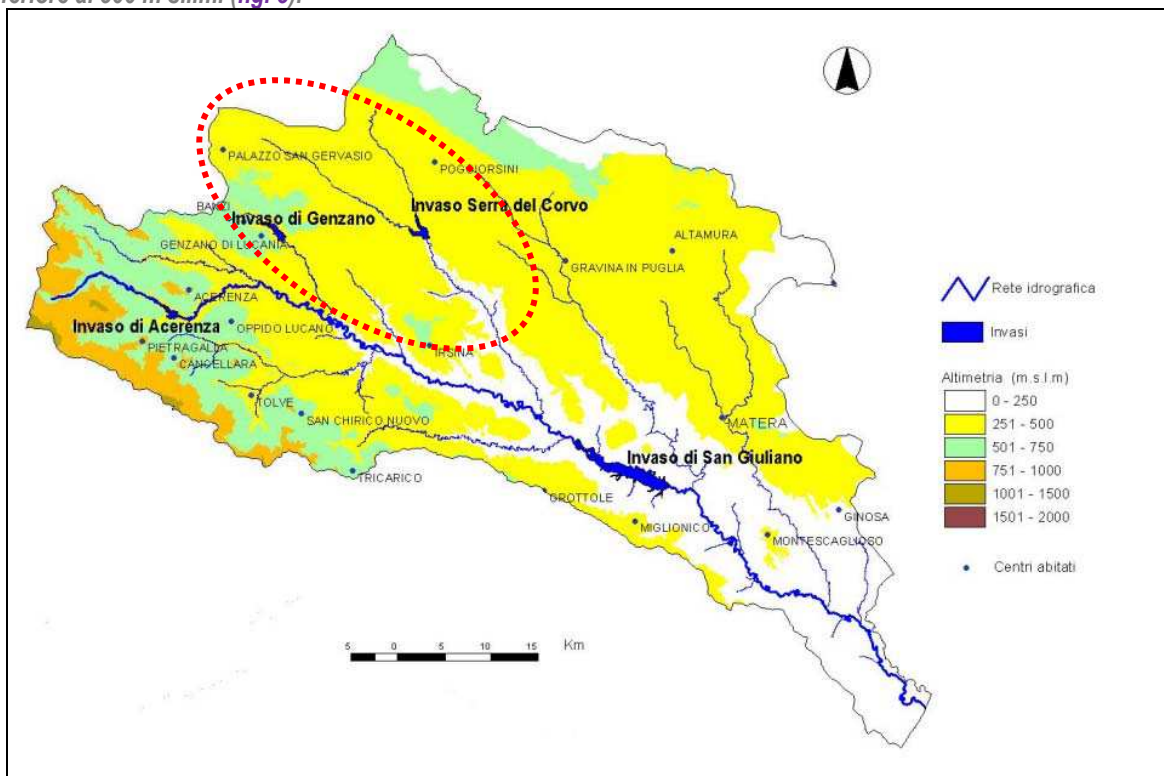 PALAZZO SAN GERVASIO
POGGIORSINI
BANZI
Invaso di Genzano
Invaso Serra del Corvo
GENZANO DI LUCANIA
ALTAMURA
GRAVINA IN PUGLIA
ACERENZA
Invaso di Acerenza
OPPIDO LUCANO
PIETRAGALLA
CANCELLARA
IRSINA
TOLVE
SAN CHIRICO NUOVO
MATERA
TRICARICO
Invaso di San Giuliano
GROTTOLE
MIGLIONICO
GINOSA
MONTESCAGLIOSO
Rete idrografica
Invasi
Altimetria (m.s.l.m)
0 - 250
251 - 500
501 - 750
751 - 1000
1001 - 1500
1501 - 2000
Centri abitati
5 0 5 10 15 Km